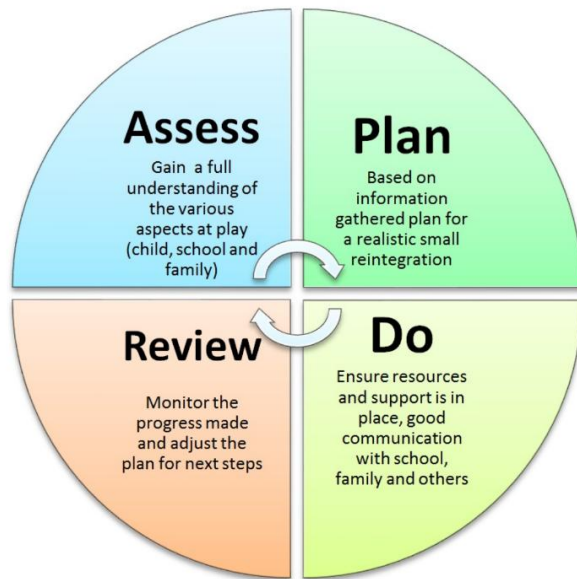 Assess
Gain a full
understanding of
the various
aspects at play
(child, school and
family)
Plan
Based on
information
gathered plan for
a realistic small
reintegration
Review
Monitor the
progress made
and adjust the
plan for next steps
Do
Ensure resources
and support is in
place, good
communication
with school,
family and others